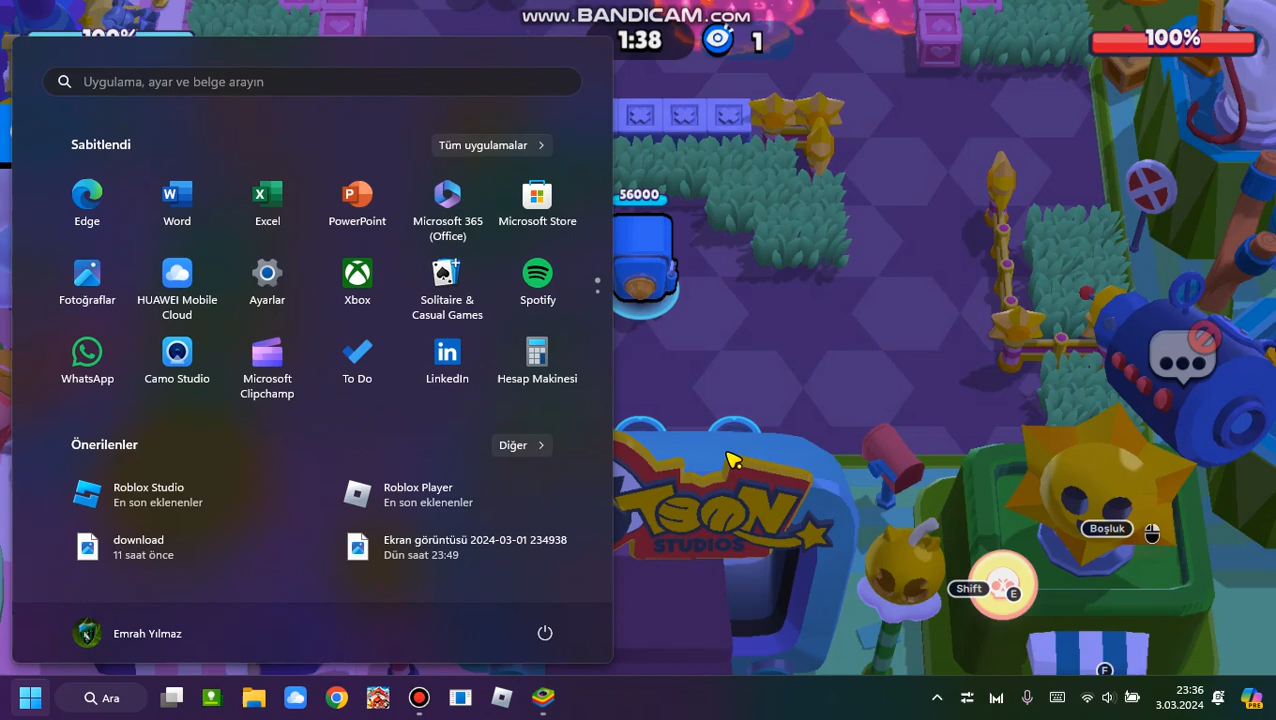 www.BANDICAM.com
100%
1:38
1
100%
Uygulama, ayar ve belge arayın
Sabitlendi
Tüm uygulamalar
56000
Edge
Word
Excel
PowerPoint
Microsoft 365
(Office)
Microsoft Store
Fotoğraflar
HUAWEI Mobile
Cloud
Ayarlar
Xbox
Solitaire &
Casual Games
Spotify
WhatsApp
Camo Studio
Microsoft
Clipchamp
To Do
LinkedIn
Hesap Makinesi
Önerilenler
Diğer
Roblox Studio
En son eklenenler
Roblox Player
En son eklenenler
download
11 saat önce
Ekran görüntüsü 2024-03-01 234938
Dün saat 23:49
TOON
STUDIOS
Boşluk
Shift
E
F
Emrah Yılmaz
Ara
23:36
3.03.2024
PRE